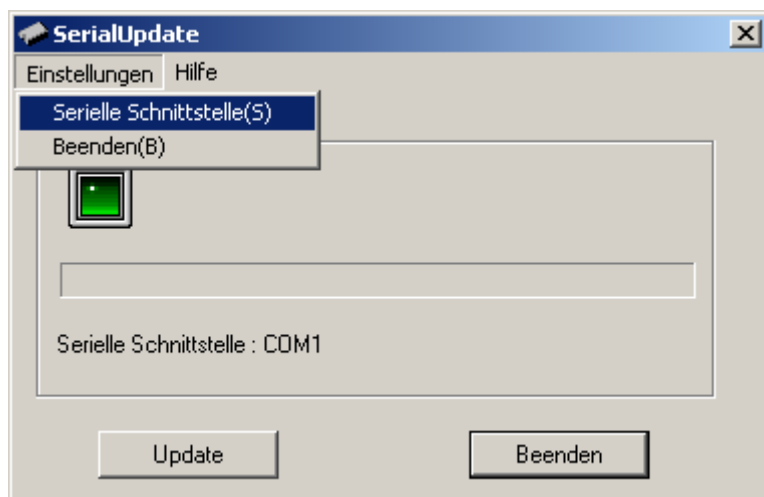 SerialUpdate
Einstellungen Hilfe
Serielle Schnittstelle(S)
Beenden(B)
Serielle Schnittstelle : COM1
Update Beenden